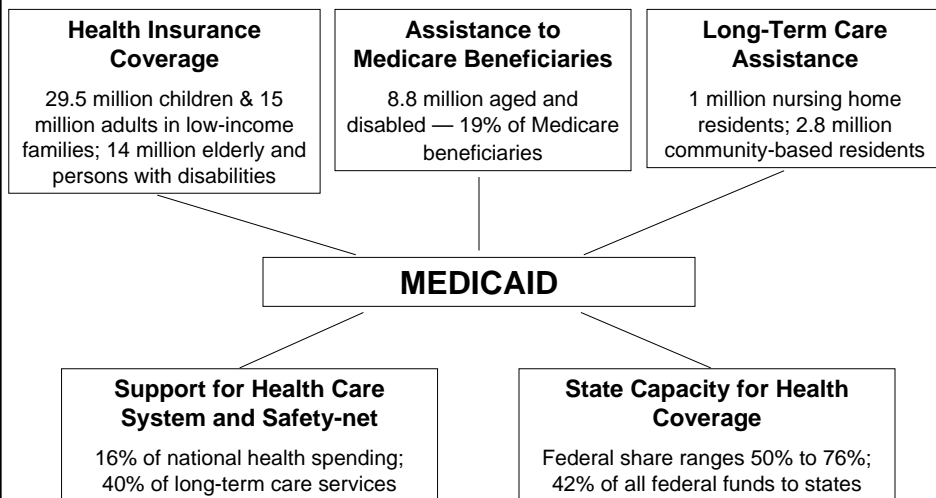 Health Insurance
Coverage
29.5 million children & 15
million adults in low-income
families; 14 million elderly and
persons with disabilities
Assistance to
Medicare Beneficiaries
8.8 million aged and
disabled — 19% of Medicare
beneficiaries
Long-Term Care
Assistance
1 million nursing home
residents; 2.8 million
community-based residents
MEDICAID
Support for Health Care
System and Safety-net
16% of national health spending;
40% of long-term care services
State Capacity for Health
Coverage
Federal share ranges 50% to 76%;
42% of all federal funds to states